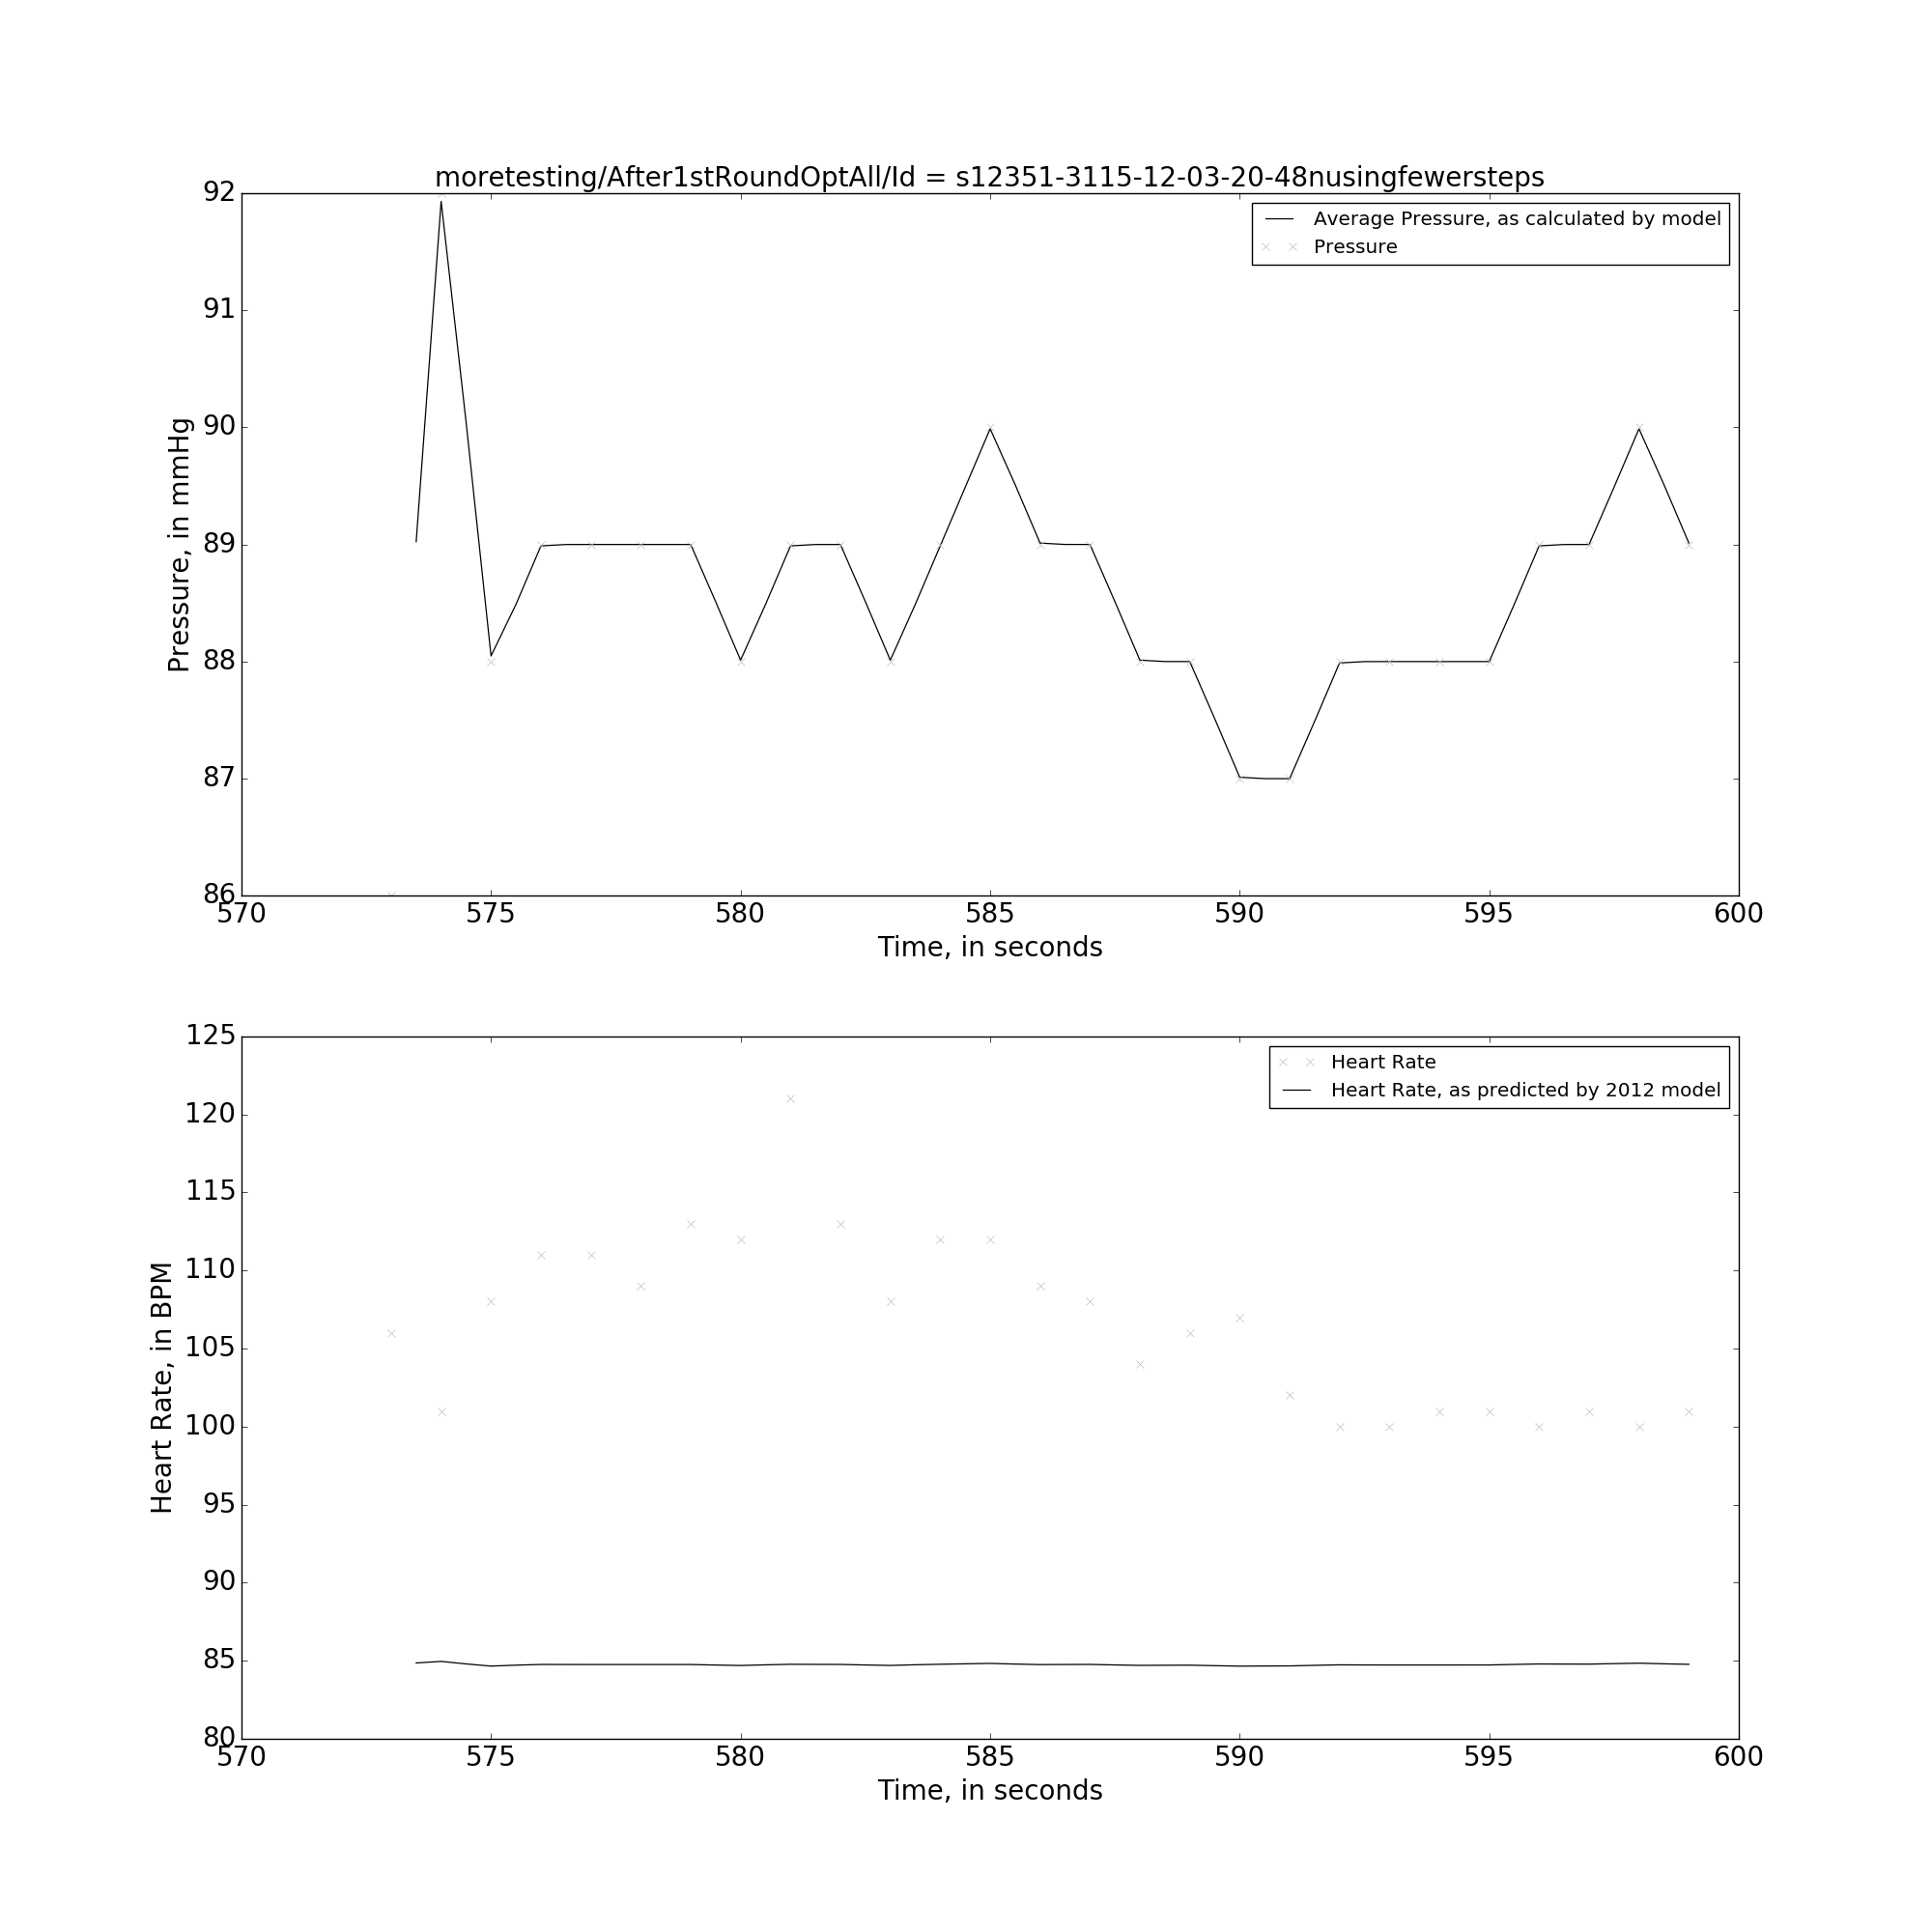 moretesting/After1stRoundOptAll/Id = s12351-3115-12-03-20-48nusingfewersteps
92
91
90
89
88
87
86
Pressure, in mmHg
Average Pressure, as calculated by model
Pressure
570 575 580 585 590 595 600
Time, in seconds
125
120
115
110
105
100
95
90
85
80
Heart Rate, in BPM
Heart Rate
Heart Rate, as predicted by 2012 model
570 575 580 585 590 595 600
Time, in seconds